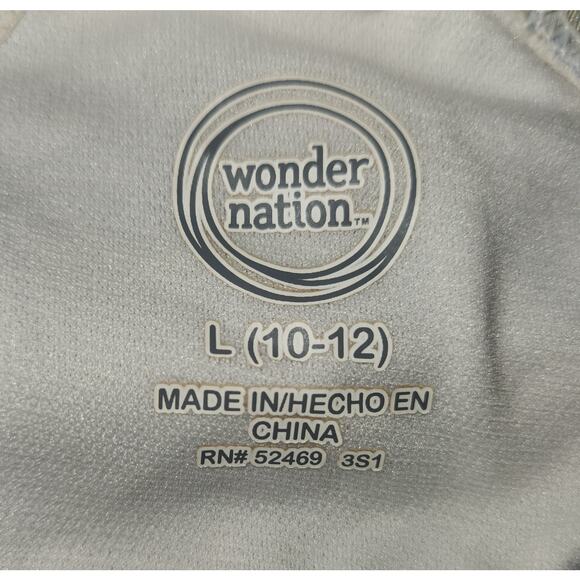 wonder
nation™
L (10-12)
MADE IN/HECHO EN
CHINA
RN# 52469 3S1